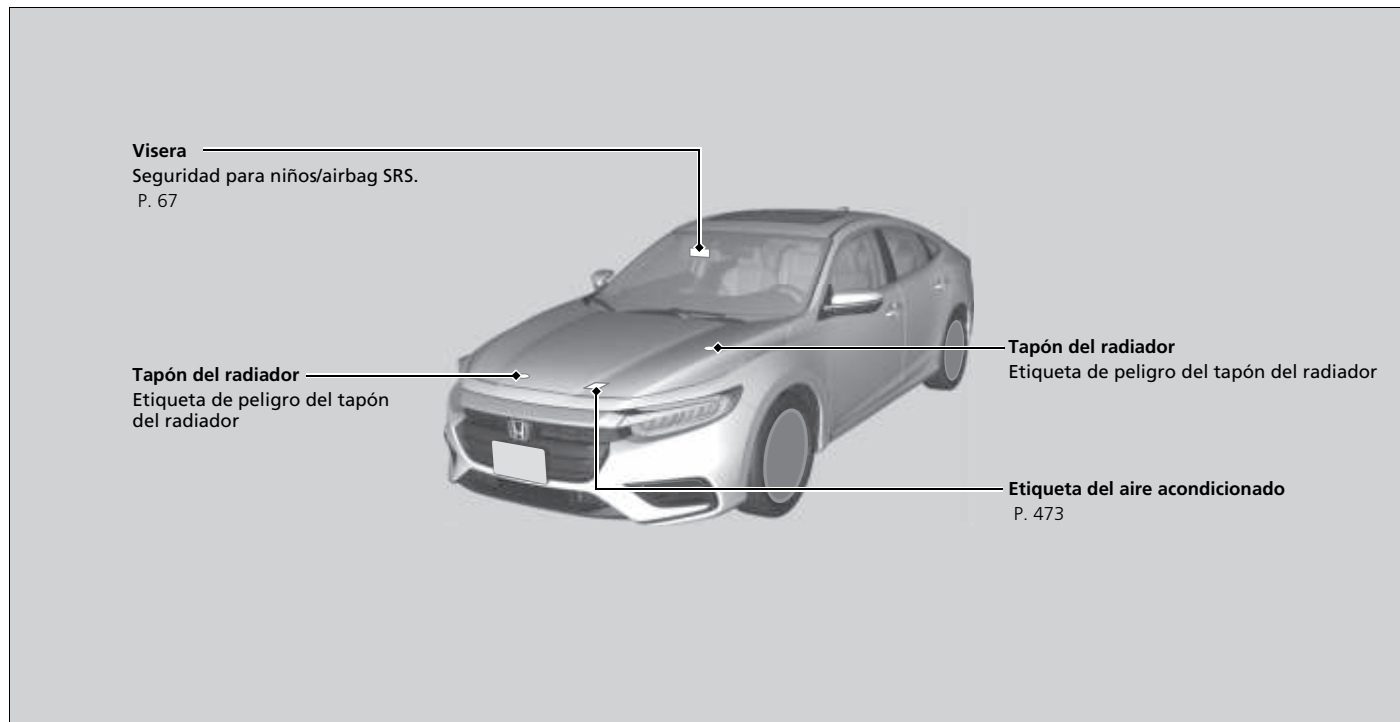 Visera
Seguridad para niños/airbag SRS.
P. 67
Tapón del radiador
Etiqueta de peligro del tapón del radiador
Tapón del radiador
Etiqueta de peligro del tapón
del radiador
Etiqueta del aire acondicionado
P. 473